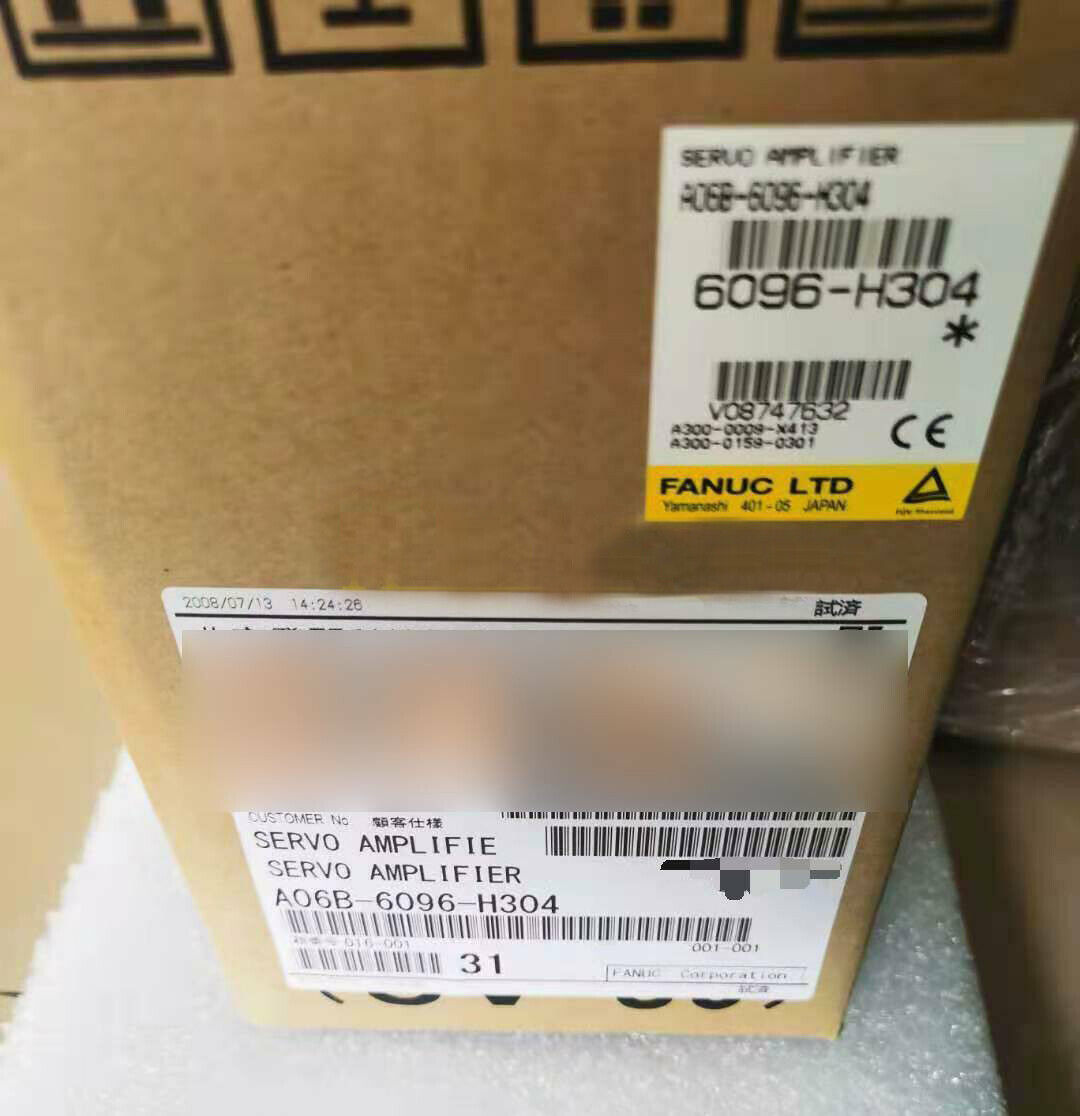 SERVO AMPLIFIER
A06B-6096-H304
6096-H304
*
V08747632
A300-0009-X413
A300-0159-0301
CE
FANUC LTD
Yamanashi 401-05 JAPAN
2008/07/13 14:24:26 試済
CUSTOMER No 顧客仕様
SERVO AMPLIFIE
SERVO AMPLIFIER
A06B-6096-H304
016-001 001-001
31
FANUC Corporation
試済